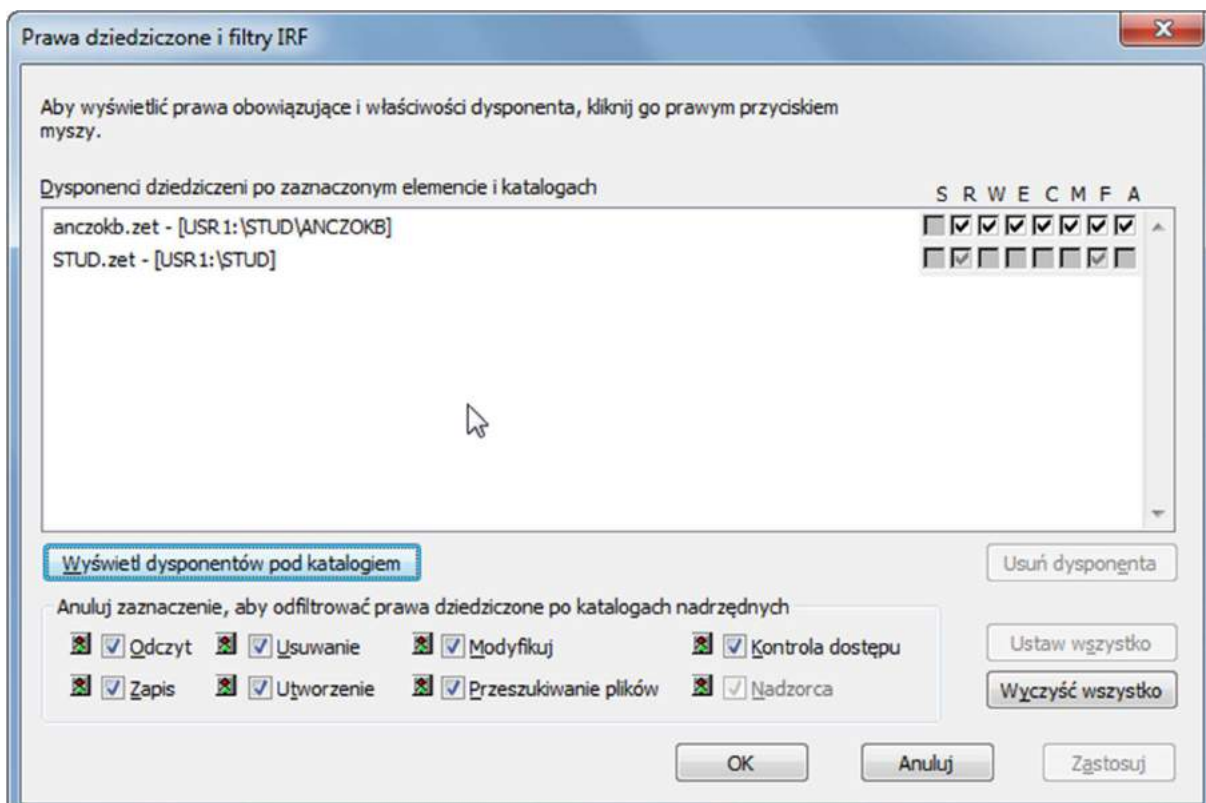 Prawa dziedziczone i filtry IRF
Aby wyświetlić prawa obowiązujące i właściwości dysponenta, kliknij go prawym przyciskiem
myszy.
Dysponenci dziedziczeni po zaznaczonym elemencie i katalogach
S R W E C M F A
anczokb.zet - [USR1:\STUD\ANCZOKB]
STUD.zet - [USR1:\STUD]
Wyświetl dysponentów pod katalogiem
Usuń dysponenta
Anuluj zaznaczenie, aby odfiltrować prawa dziedziczone po katalogach nadrzędnych
Odczyt Usuwanie Modyfikuj Kontrola dostępu
Ustaw wszystko
Zapis Utworzenie Przeszukiwanie plików Nadzorca
Wyczyść wszystko
OK Anuluj Zastosuj